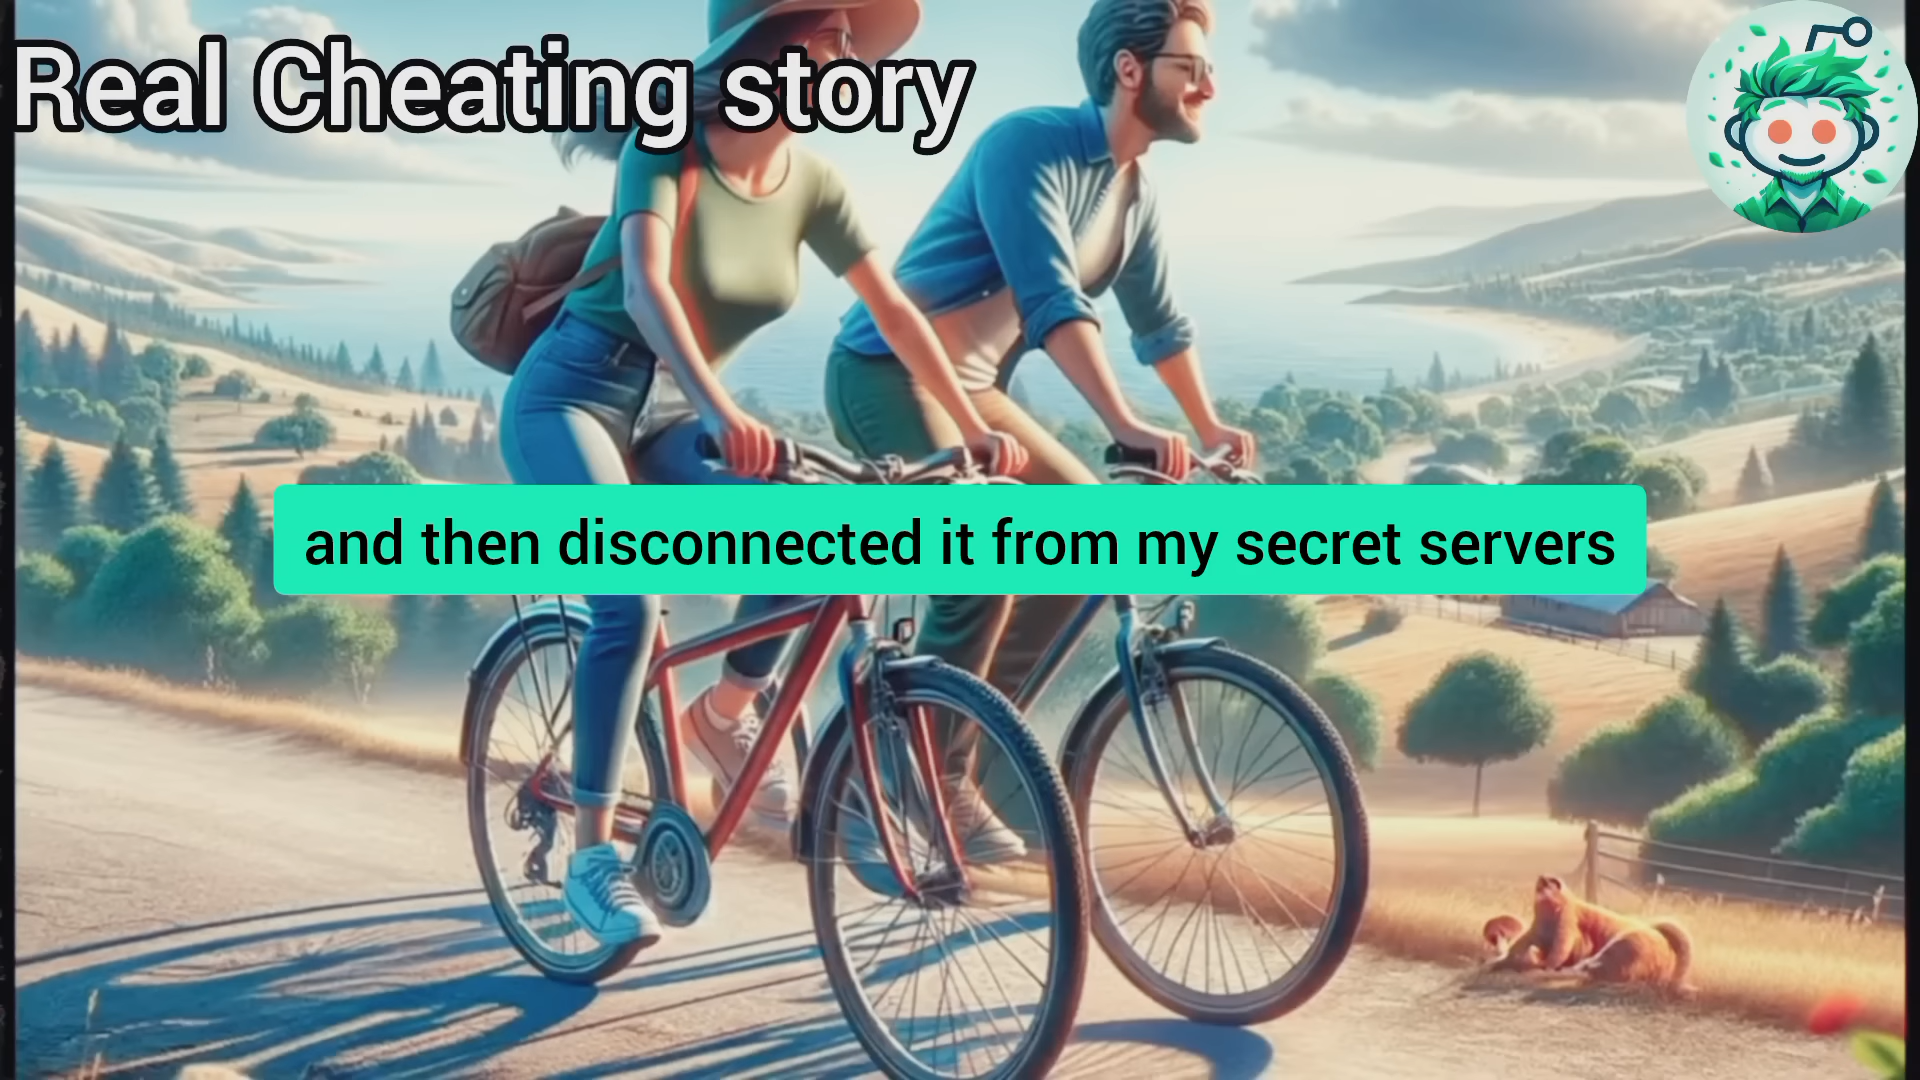 Real Cheating story
and then disconnected it from my secret servers